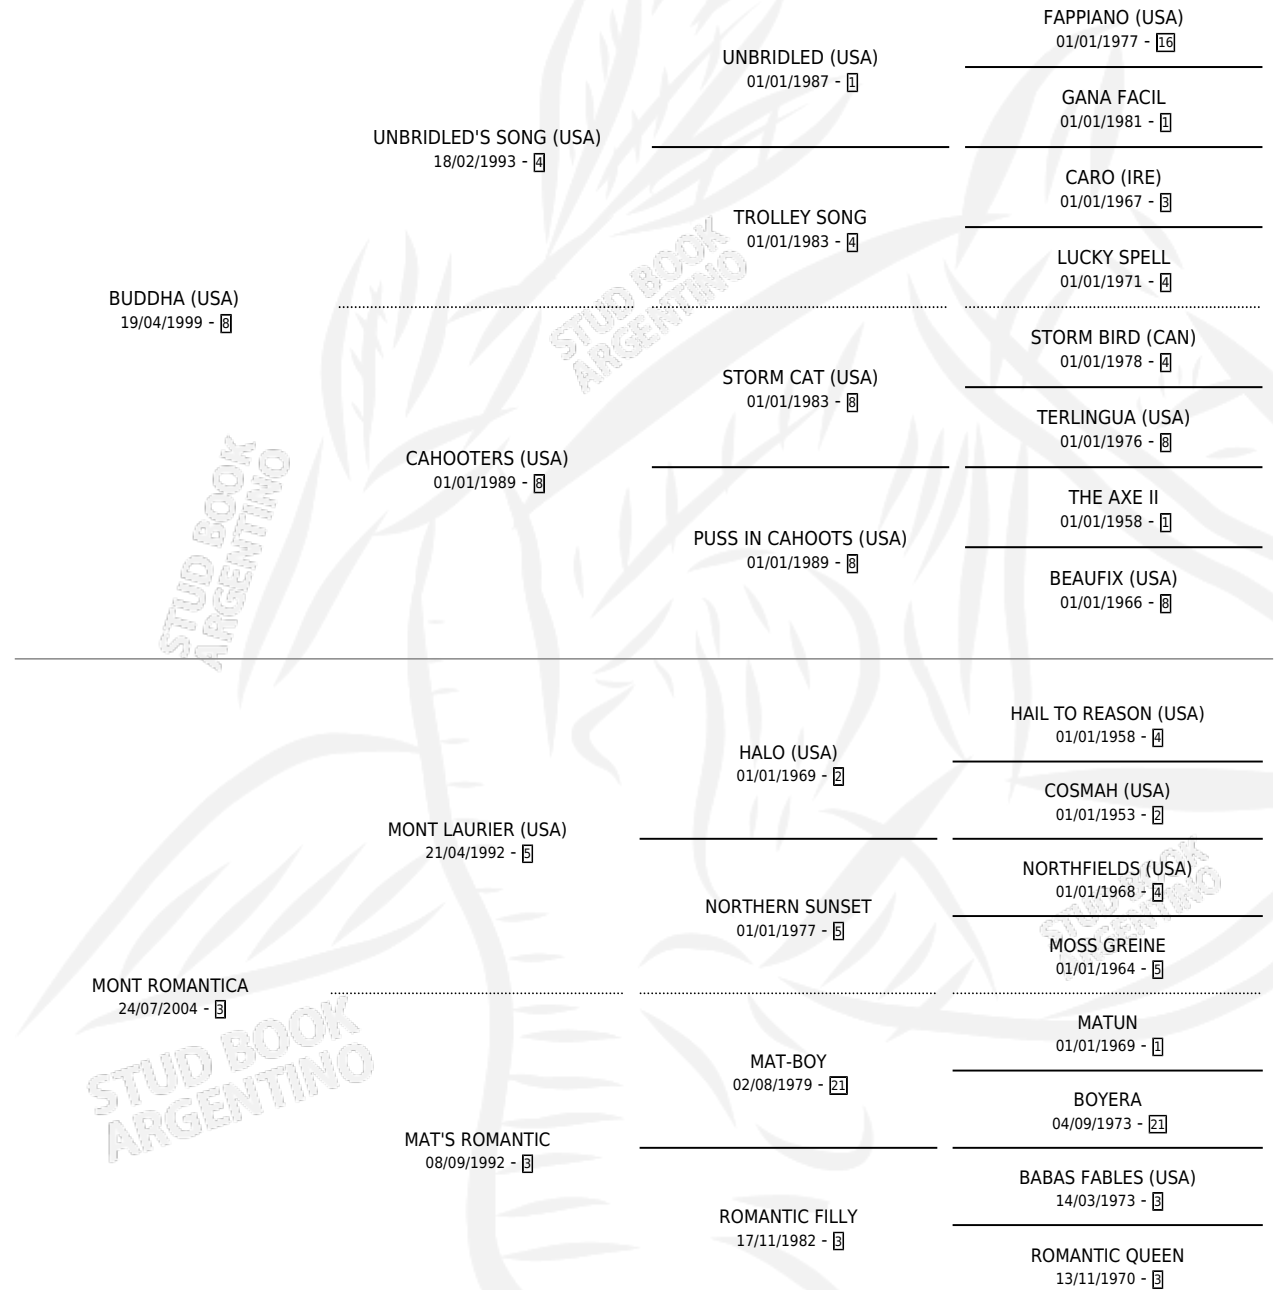 FAPPIANO (USA)
01/01/1977 - 16
UNBRIDLED (USA)
01/01/1987 - 1
GANA FACIL
01/01/1981 - 1
UNBRIDLED'S SONG (USA)
18/02/1993 - 4
CARO (IRE)
01/01/1967 - 3
TROLLEY SONG
01/01/1983 - 4
LUCKY SPELL
01/01/1971 - 4
BUDDHA (USA)
19/04/1999 - 8
STORM BIRD (CAN)
01/01/1978 - 4
STORM CAT (USA)
01/01/1983 - 8
TERLINGUA (USA)
01/01/1976 - 8
CAHOOTERS (USA)
01/01/1989 - 8
THE AXE II
01/01/1958 - 1
PUSS IN CAHOOTS (USA)
01/01/1989 - 8
BEAUFIX (USA)
01/01/1966 - 8
HAIL TO REASON (USA)
01/01/1958 - 4
HALO (USA)
01/01/1969 - 2
COSMAH (USA)
01/01/1953 - 2
MONT LAURIER (USA)
21/04/1992 - 5
NORTHFIELDS (USA)
01/01/1968 - 4
NORTHERN SUNSET
01/01/1977 - 5
MOSS GREINE
01/01/1964 - 5
MONT ROMANTICA
24/07/2004 - 3
MATUN
01/01/1969 - 1
MAT-BOY
02/08/1979 - 21
BOYERA
04/09/1973 - 21
MAT'S ROMANTIC
08/09/1992 - 3
BABAS FABLES (USA)
14/03/1973 - 3
ROMANTIC FILLY
17/11/1982 - 3
ROMANTIC QUEEN
13/11/1970 - 3
STUD BOOK
ARGENTINO
STUD BOOK
ARGENTINO
STUD BOOK
ARGENTINO
STUD BOOK
ARGENTINO